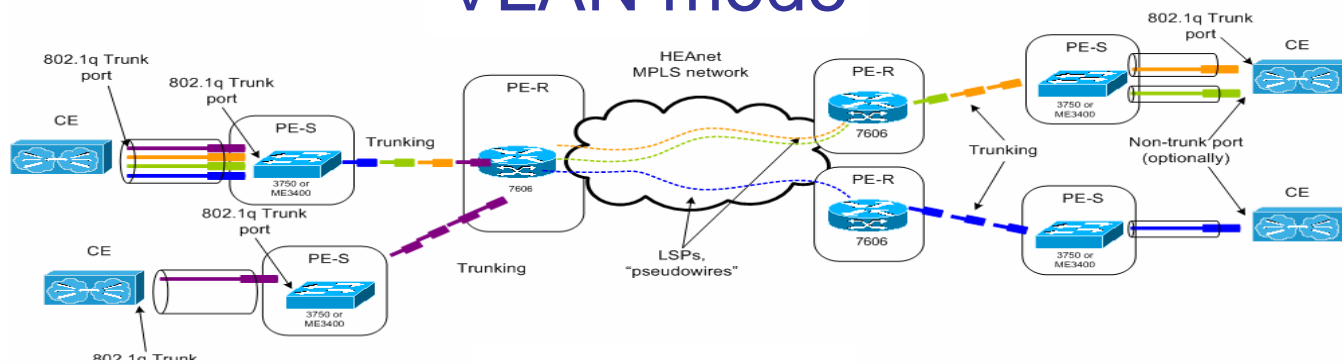 VLAN mode
802.1q Trunk
port
CE
802.1q Trunk
port
PE-S
3750 or
ME3400
Trunking
PE-R
7606
HEAnet
MPLS network
LSPs,
"pseudowires"
PE-R
7606
PE-R
7606
Trunking
PE-S
3750 or
ME3400
802.1q Trunk
port
CE
Non-trunk port
(optionally)
PE-S
3750 or
ME3400
CE
802.1q Trunk
port
CE
PE-S
3750 or
ME3400
Trunking
802.1q Trunk